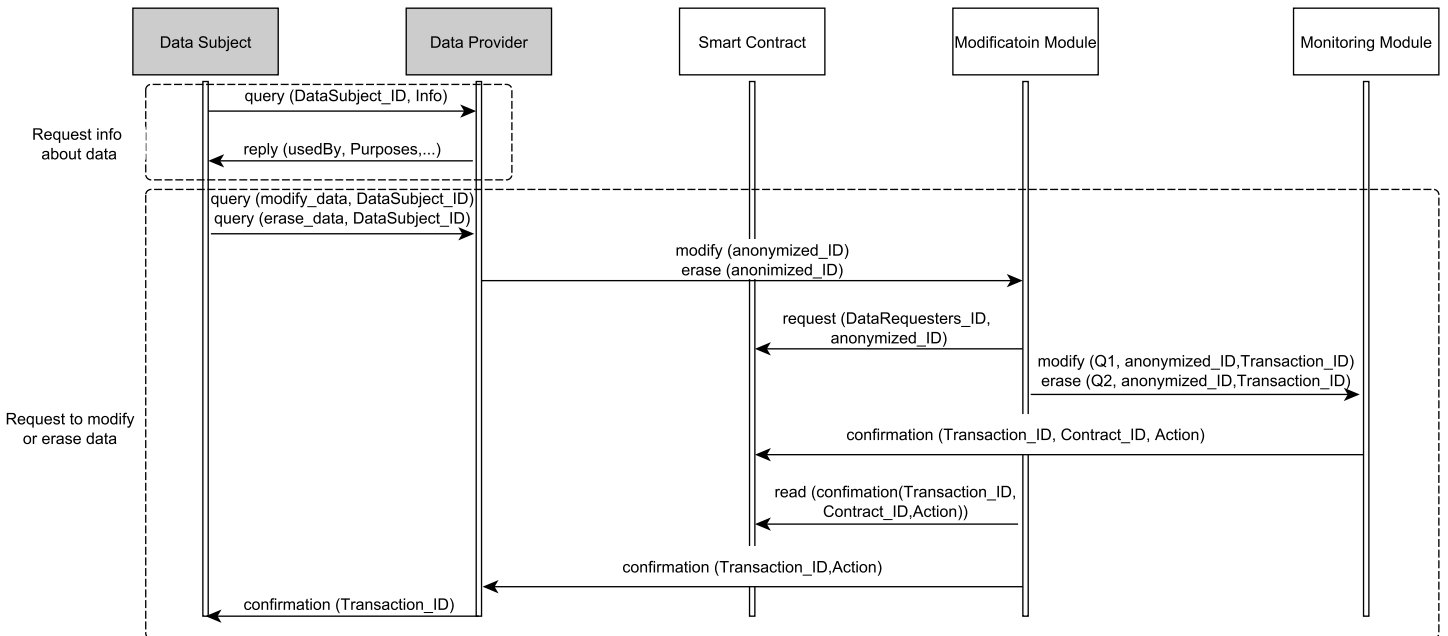 Data Subject
Data Provider
Smart Contract
Modificatoin Module
Monitoring Module
Request info
about data
query (DataSubject_ID, Info)
reply (usedBy, Purposes,...)
Request to modify
or erase data
query (modify_data, DataSubject_ID)
query (erase_data, DataSubject_ID)
modify (anonymized_ID)
erase (anonimized_ID)
request (DataRequesters_ID,
anonymized_ID)
modify (Q1, anonymized_ID,Transaction_ID)
erase (Q2, anonymized_ID,Transaction_ID)
confirmation (Transaction_ID, Contract_ID, Action)
read (confimation(Transaction_ID,
Contract_ID,Action))
confirmation (Transaction_ID,Action)
confirmation (Transaction_ID)